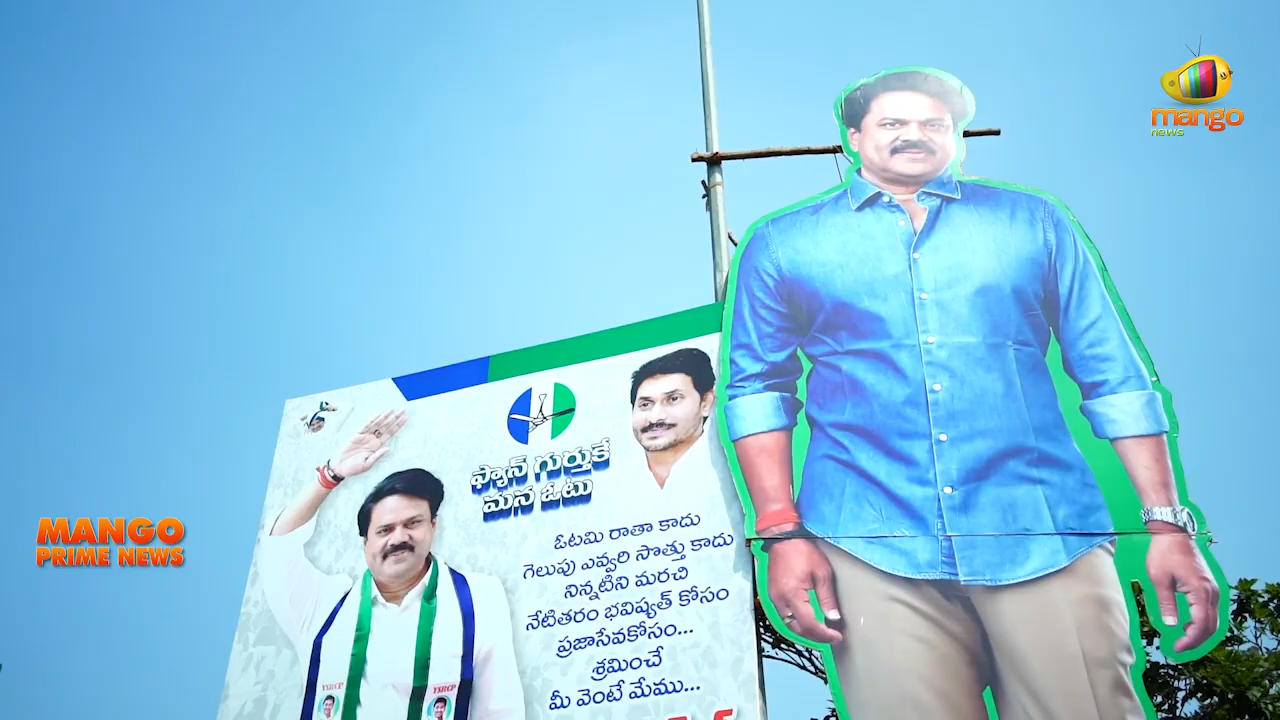 mango
news
ఫ్యాన్ గుర్తుకే
మన ఓటు
ఓటమి రాతా కాదు
గెలుపు ఎవ్వరి సొత్తు కాదు
నిన్నటిని మరచి
నేటితరం భవిష్యత్ కోసం
ప్రజాసేవకోసం...
శ్రమించే
మీ వెంటే మేము...
YSRCP
YSRCP
MANGO
PRIME NEWS